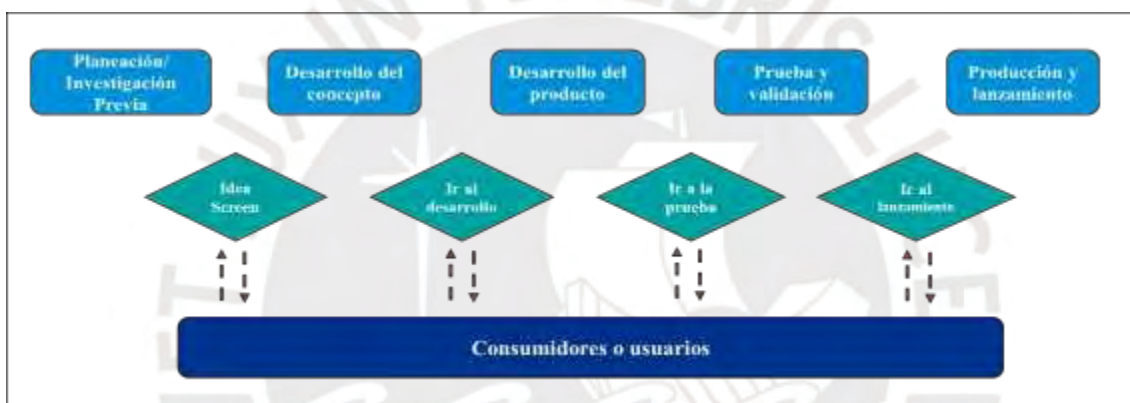 Planeación/
Investigación
Previa
Desarrollo del
concepto
Desarrollo del
producto
Prueba y
validación
Producción y
lanzamiento
Idea
Screen
Ir al
desarrollo
Ir a la
prueba
Ir al
lanzamiento
Consumidores o usuarios